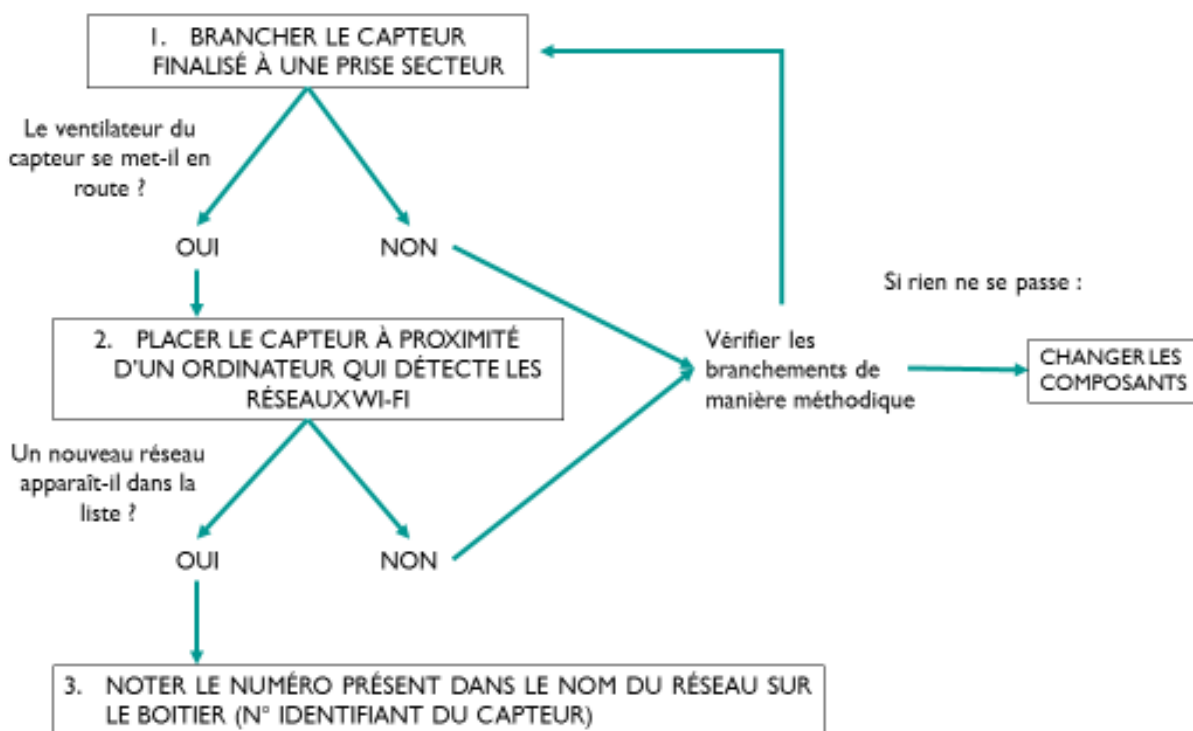 1. BRANCHER LE CAPTEUR
FINALISÉ À UNE PRISE SECTEUR
Le ventilateur du
capteur se met-il en
route ?
OUI
NON
Si rien ne se passe :
2. PLACER LE CAPTEUR À PROXIMITÉ
D'UN ORDINATEUR QUI DÉTECTE LES
RÉSEAUX WI-FI
Vérifier les
branchements de
manière méthodique
CHANGER LES
COMPOSANTS
Un nouveau réseau
apparaît-il dans la
liste ?
OUI
NON
3. NOTER LE NUMÉRO PRÉSENT DANS LE NOM DU RÉSEAU SUR
LE BOITIER (N° IDENTIFIANT DU CAPTEUR)